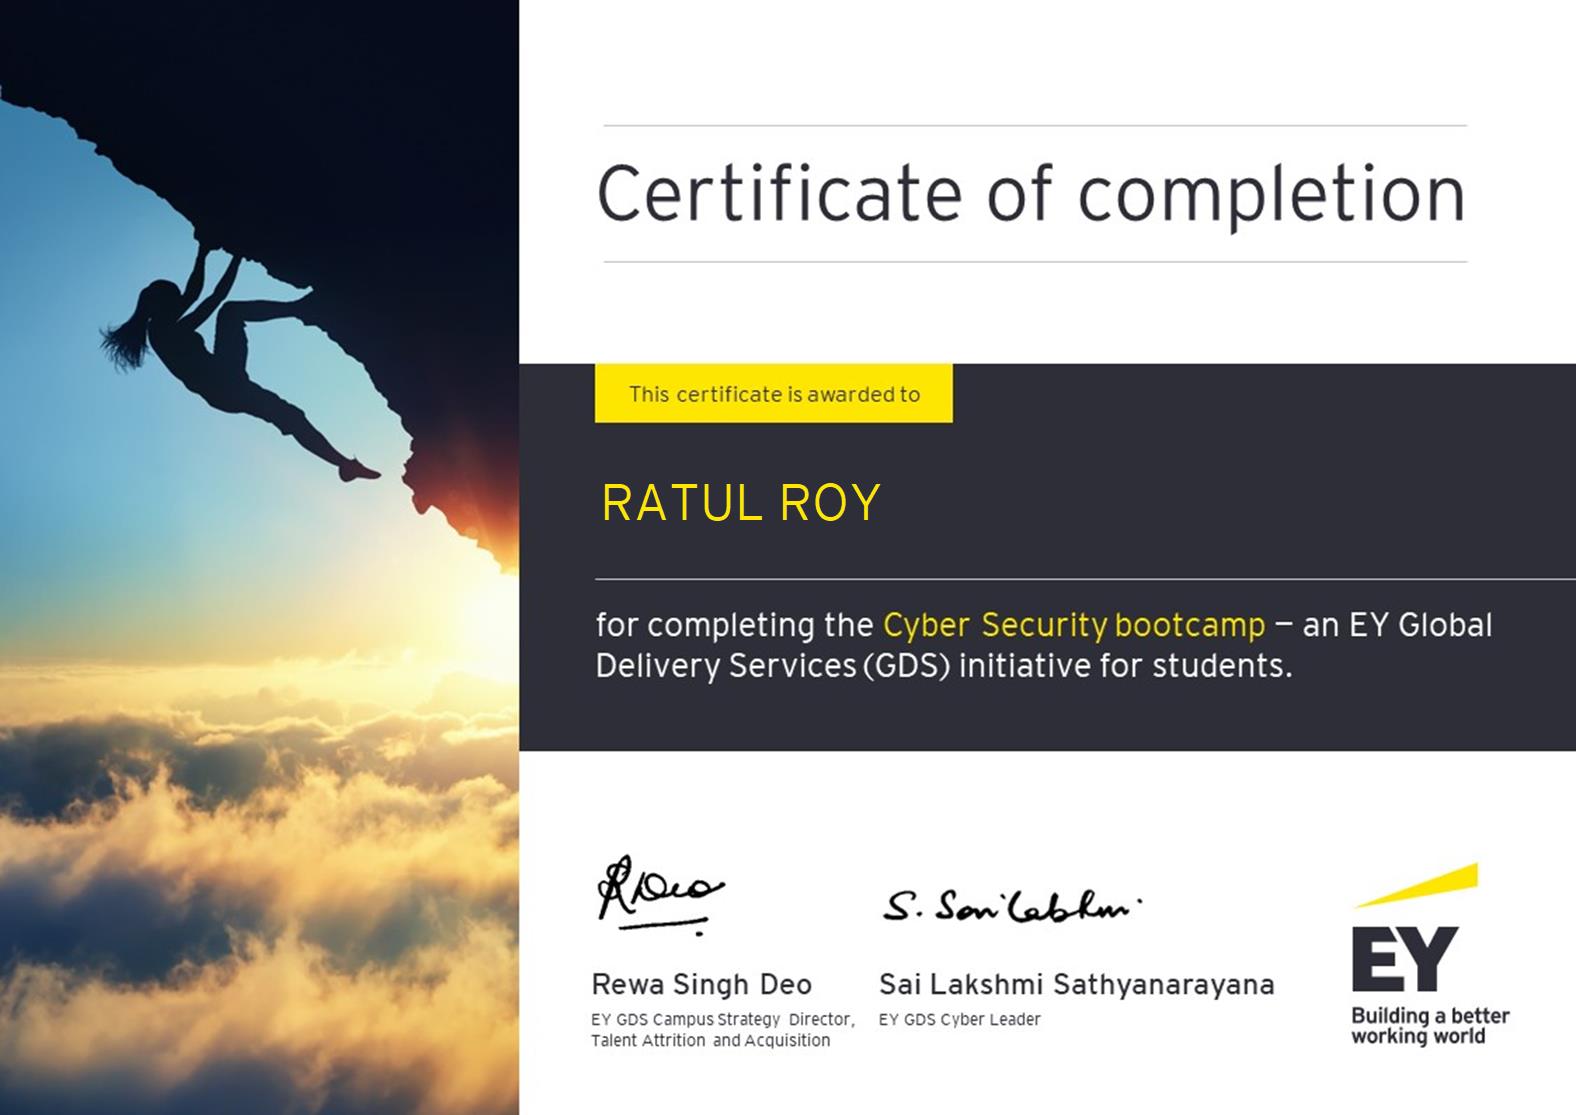 Certificate of completion
This certificate is awarded to
RATUL ROY
for completing the Cyber Security bootcamp – an EY Global
Delivery Services (GDS) initiative for students.
R Deo
S. Sai Lakshmi
Rewa Singh Deo
EY GDS Campus Strategy Director,
Talent Attrition and Acquisition
Sai Lakshmi Sathyanarayana
EY GDS Cyber Leader
EY
Building a better
working world